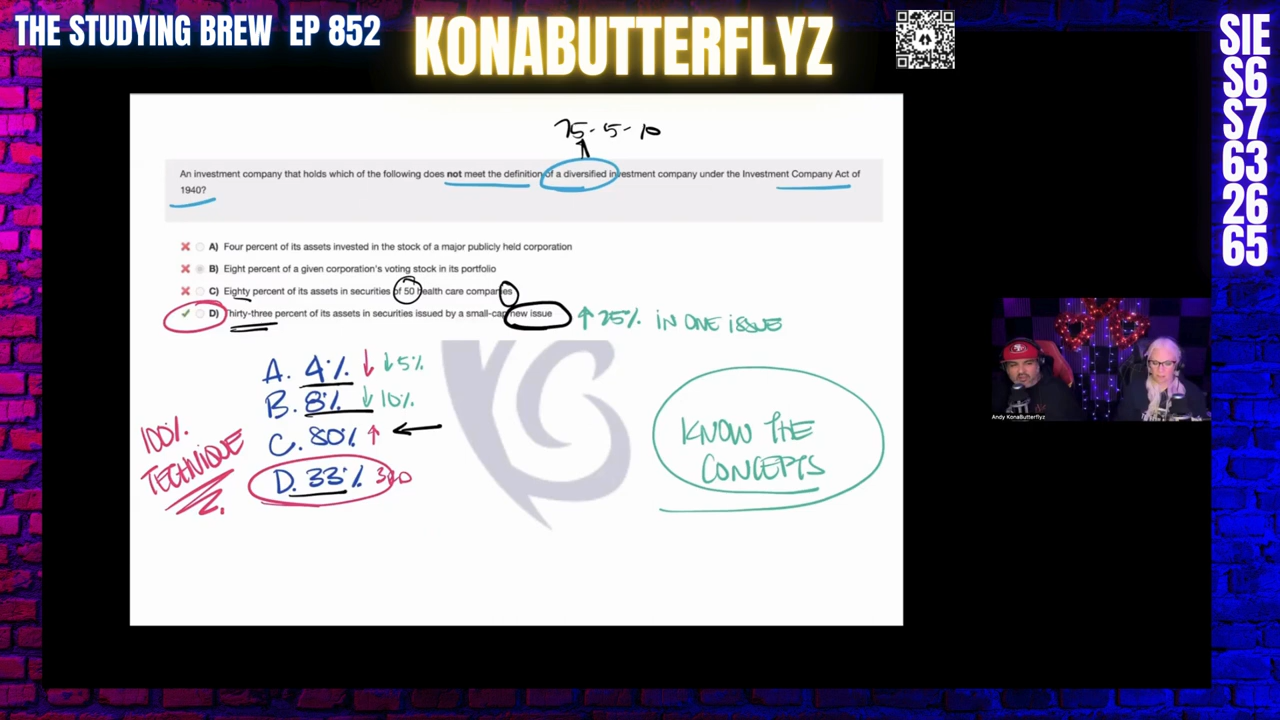 THE STUDYING BREW EP 852
KONABUTTERFLYZ
SIE
S6
S7
63
26
65
75-5-10
An investment company that holds which of the following does not meet the definition of a diversified investment company under the Investment Company Act of
1940?
A) Four percent of its assets invested in the stock of a major publicly held corporation
B) Eight percent of a given corporation's voting stock in its portfolio
C) Eighty percent of its assets in securities of 50 health care companies
D) Thirty-three percent of its assets in securities issued by a small-cap new issue
↑ 25% IN ONE ISSUE
A. 4% ↓ ↓5%
B. 8% ↓10%
C. 80% ↑
D. 33%
100%
TECHNIQUE
KNOW THE
CONCEPTS
Andy KonaButterflyz